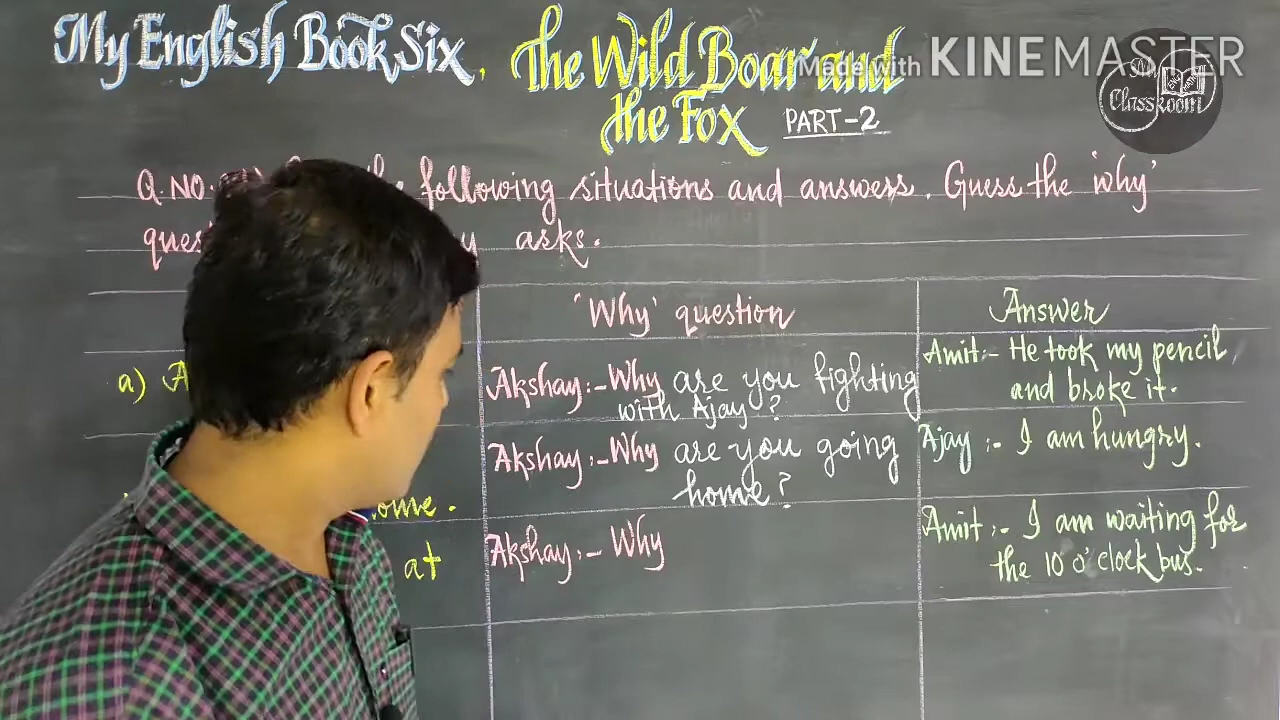 My English Book Six, The Wild Boar and
the Fox PART-2
Made with KINEMASTER
My Classroom
Q.NO. following situations and answers. Guess the 'why'
asks.
'Why' question
Answer
a) A
Akshay:- Why are you fighting
with Ajay?
Amit:- He took my pencil,
and broke it.
Akshay:- Why are you going
home?
Ajay:- I am hungry.
home.
at
Akshay:- Why
Amit:- I am waiting for
the 10 o'clock bus.